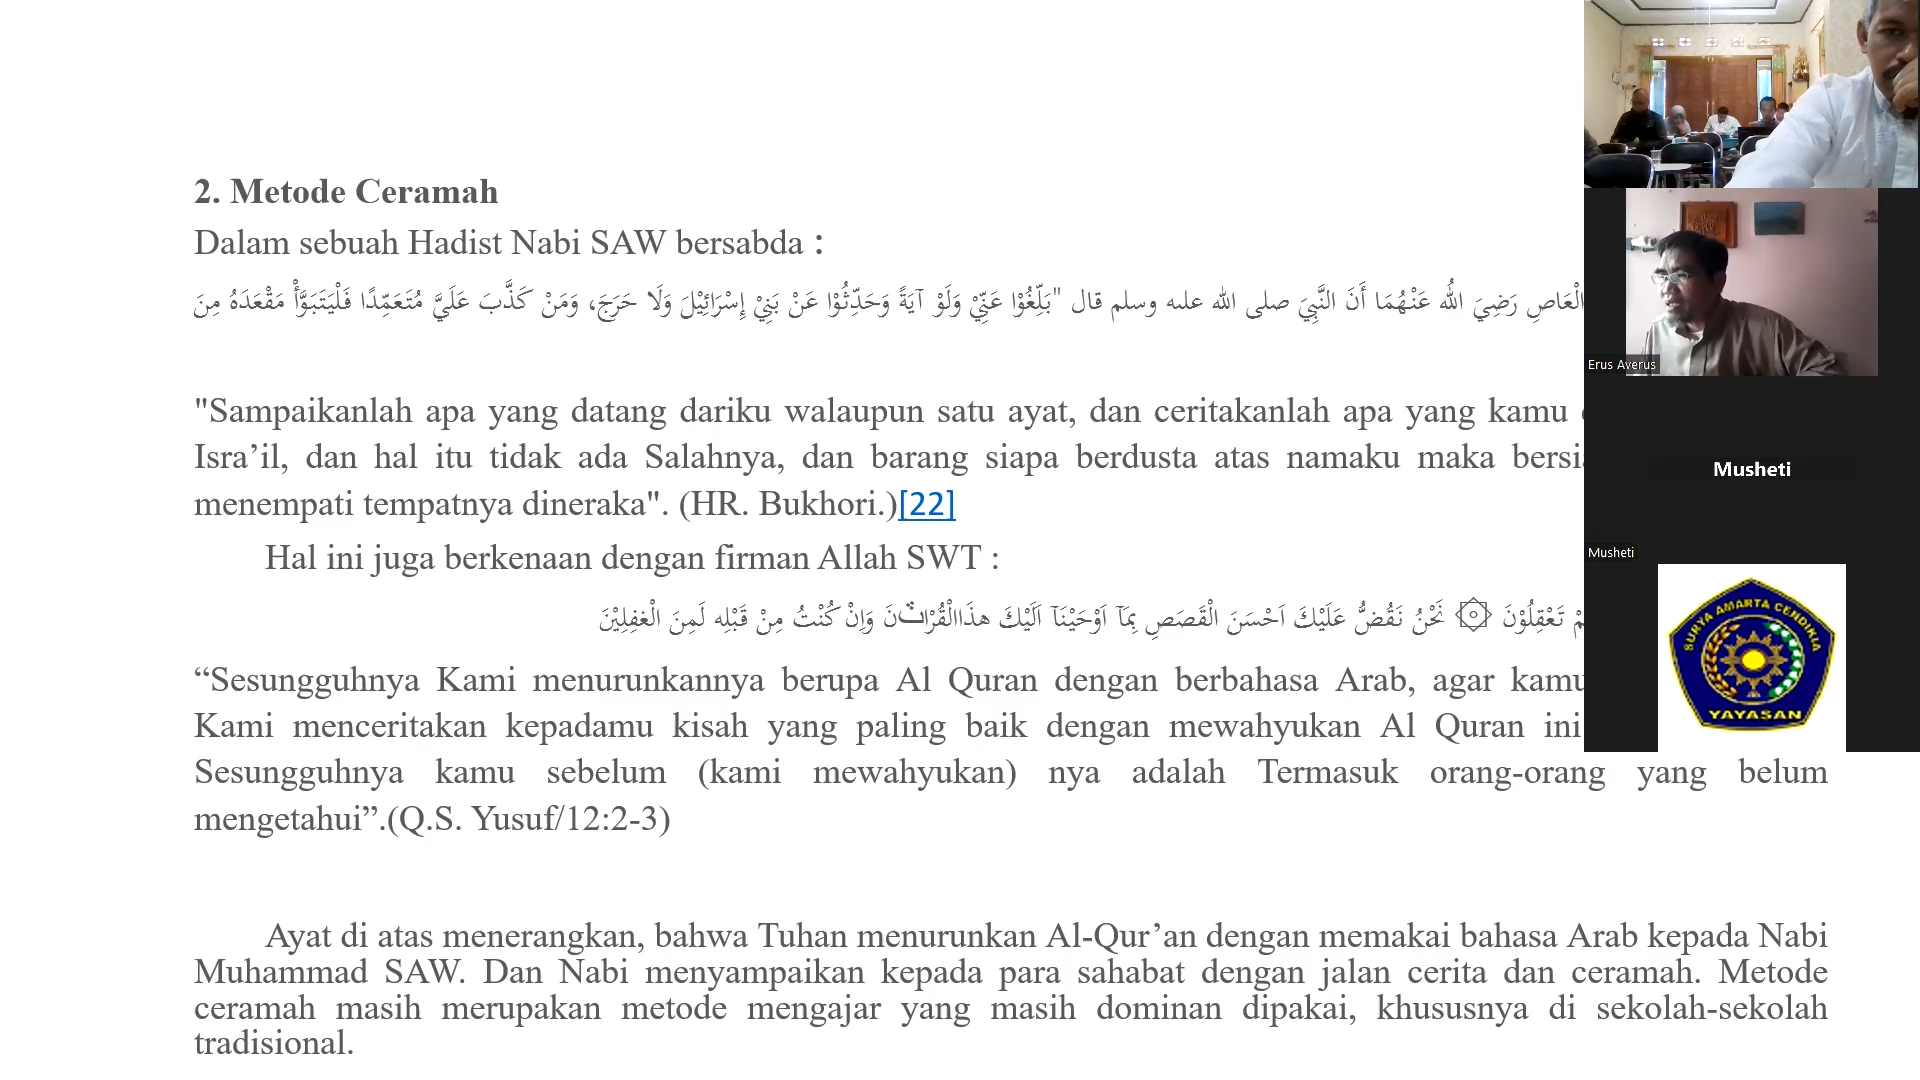 2. Metode Ceramah
Dalam sebuah Hadist Nabi SAW bersabda :
الْعَاصِ رَضِيَ الله عَنْهُمَا أَنَ النَّبِيَ صلى الله علىه وسلم قال "بَلِّغُوْا عَنِّيْ وَلَوْ آيَةً وَحَدِّثُوْا عَنْ بَنِيْ إِسْرَائِيْلَ وَلَا حَرَجَ، وَمَنْ كَذَّبَ عَلَيَّ مُتَعَمِّدًا فَلْيَتَبَوَّأْ مَقْعَدَهُ مِنَ
"Sampaikanlah apa yang datang dariku walaupun satu ayat, dan ceritakanlah apa yang kamu
Isra’il, dan hal itu tidak ada Salahnya, dan barang siapa berdusta atas namaku maka
menempati tempatnya dineraka". (HR. Bukhori.)[22]
Hal ini juga berkenaan dengan firman Allah SWT :
تَعْقِلُوْنَ ۞ نَحْنُ نَقُضُّ عَلَيْكَ اَحْسَنَ الْقَصَصِ بِمَآ اَوْحَيْنَآ اَلَيْكَ وَاِنْ كُنْتُ مِنْ قَبْلِه لَمِنَ الْغفِلِيْنَ
“Sesungguhnya Kami menurunkannya berupa Al Quran dengan berbahasa Arab, agar kamu
Kami menceritakan kepadamu kisah yang paling baik dengan mewahyukan Al Quran ini
Sesungguhnya kamu sebelum (kami mewahyukan) nya adalah Termasuk orang-orang yang belum
mengetahui”.(Q.S. Yusuf/12:2-3)
Ayat di atas menerangkan, bahwa Tuhan menurunkan Al-Qur’an dengan memakai bahasa Arab kepada Nabi
Muhammad SAW. Dan Nabi menyampaikan kepada para sahabat dengan jalan cerita dan ceramah. Metode
ceramah masih merupakan metode mengajar yang masih dominan dipakai, khususnya di sekolah-sekolah
tradisional.
Erus Averus
Musheti
Musheti
SURYA AMARTA CENDIKIA
YAYASAN